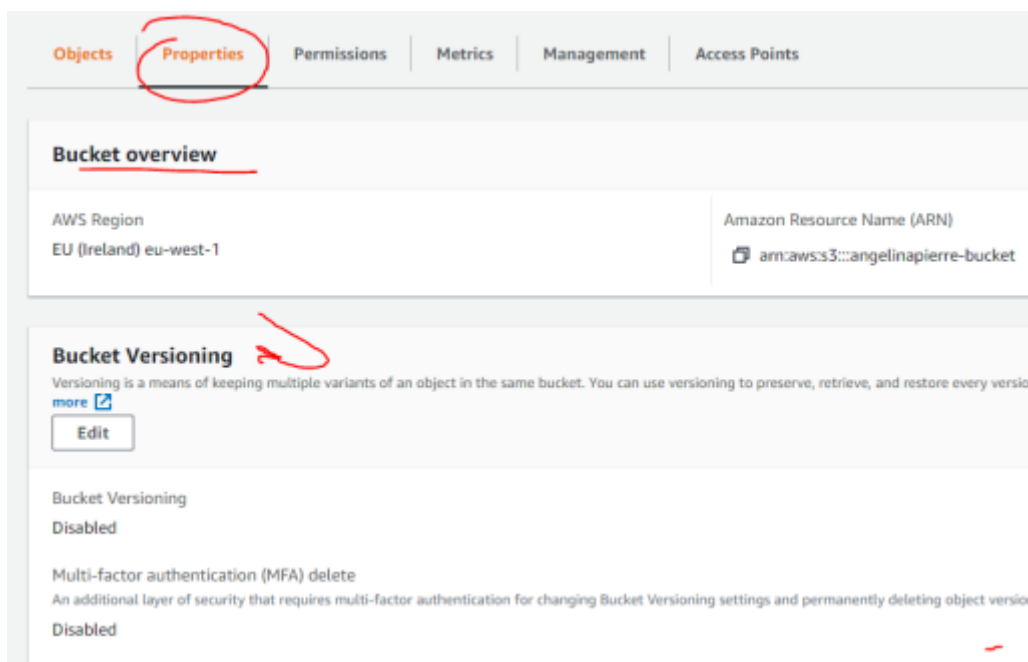 Objects Properties Permissions Metrics Management Access Points
Bucket overview
AWS Region
EU (Ireland) eu-west-1
Amazon Resource Name (ARN)
arn:aws:s3:::angelinapierre-bucket
Bucket Versioning
Versioning is a means of keeping multiple variants of an object in the same bucket. You can use versioning to preserve, retrieve, and restore every versio
more
Edit
Bucket Versioning
Disabled
Multi-factor authentication (MFA) delete
An additional layer of security that requires multi-factor authentication for changing Bucket Versioning settings and permanently deleting object versio
Disabled